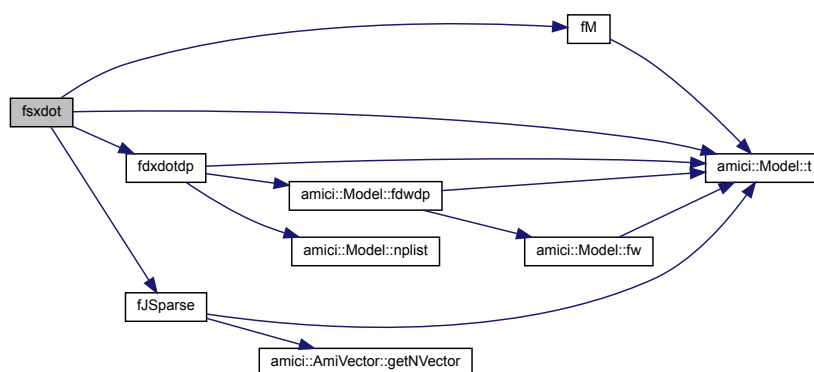 fM
fsxdot
fdxdotdp
amici::Model::t
amici::Model::fdwdp
amici::Model::nplist
amici::Model::fw
fJSparse
amici::AmiVector::getNVector